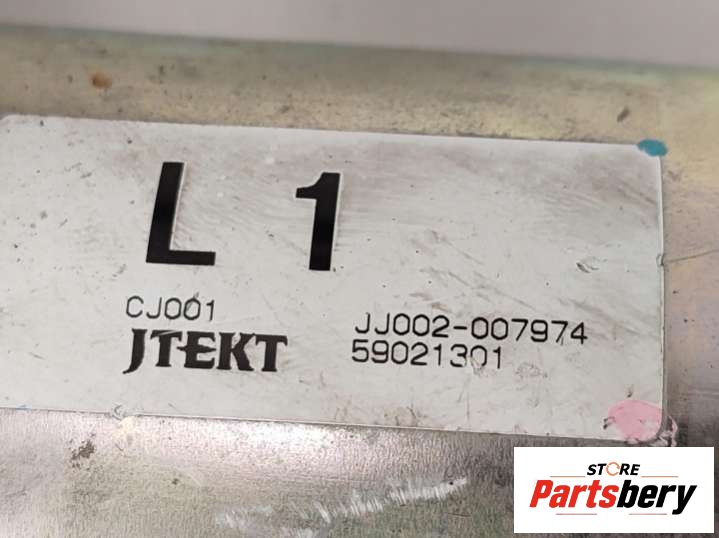 L 1
CJ001
JTEKT
JJ002-007974
59021301
STORE
Partsbery